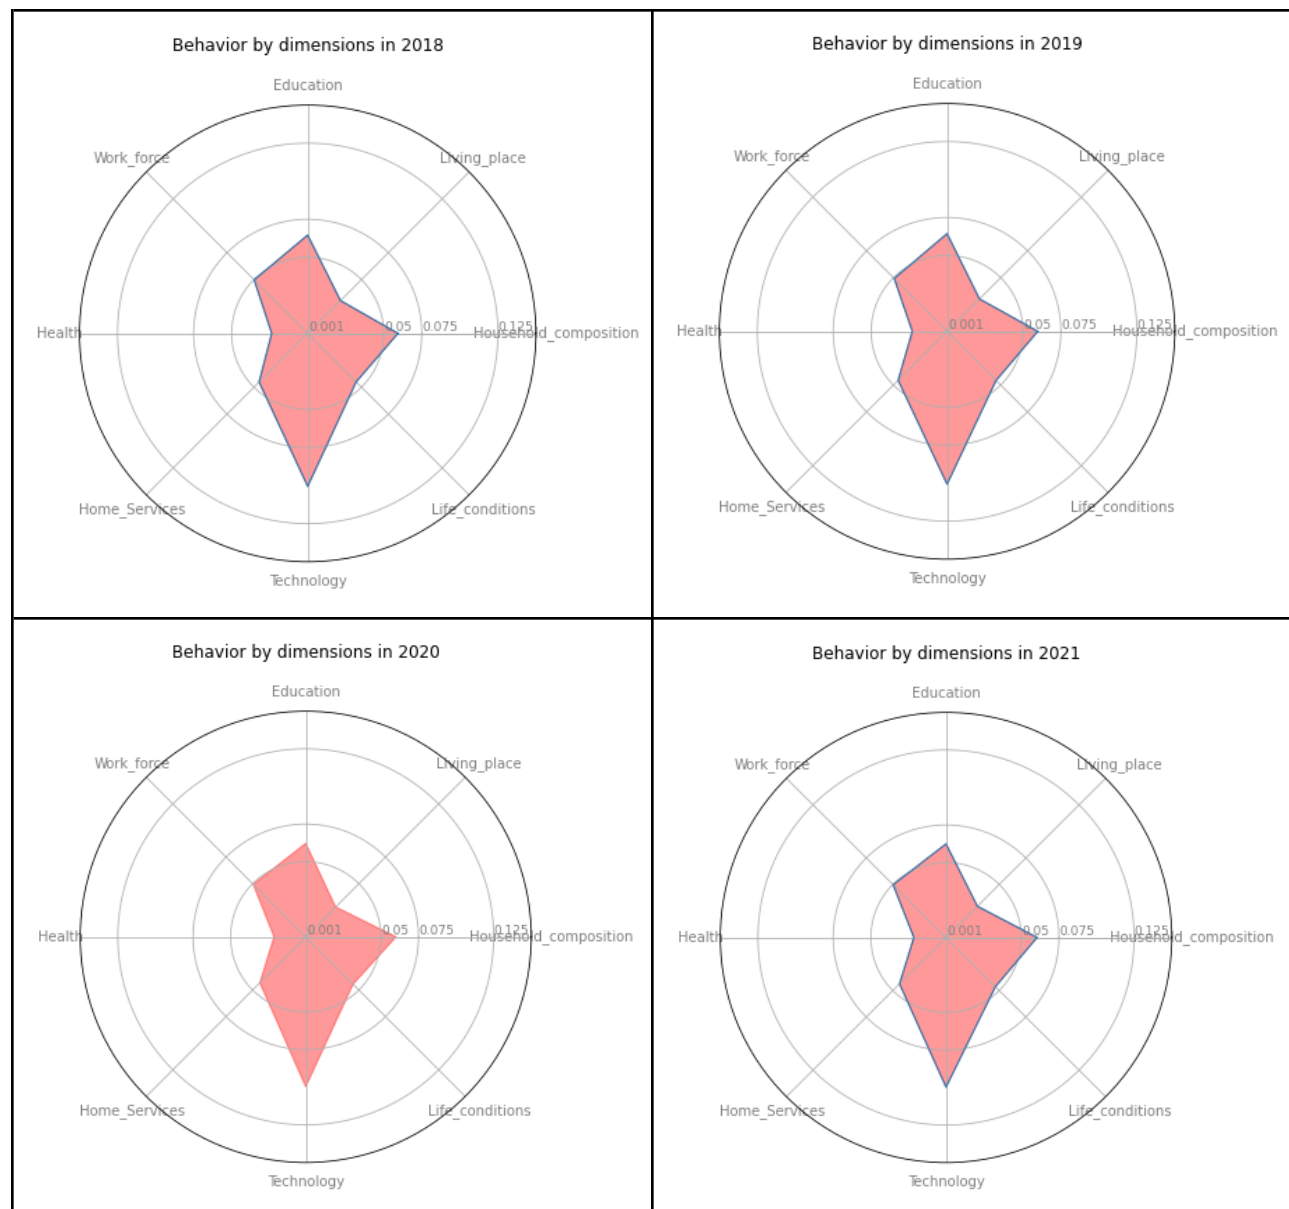 Behavior by dimensions in 2018
Education
Work_force
Living_place
Health
0.001
0.05
0.075
0.125
Household_composition
Home_Services
Life_conditions
Technology
Behavior by dimensions in 2019
Education
Work_force
Living_place
Health
0.001
0.05
0.075
0.125
Household_composition
Home_Services
Life_conditions
Technology
Behavior by dimensions in 2020
Education
Work_force
Living_place
Health
0.001
0.05
0.075
0.125
Household_composition
Home_Services
Life_conditions
Technology
Behavior by dimensions in 2021
Education
Work_force
Living_place
Health
0.001
0.05
0.075
0.125
Household_composition
Home_Services
Life_conditions
Technology